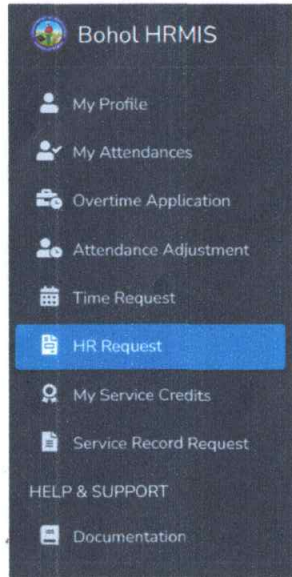 Bohol HRMIS
My Profile
My Attendances
Overtime Application
Attendance Adjustment
Time Request
HR Request
My Service Credits
Service Record Request
HELP & SUPPORT
Documentation